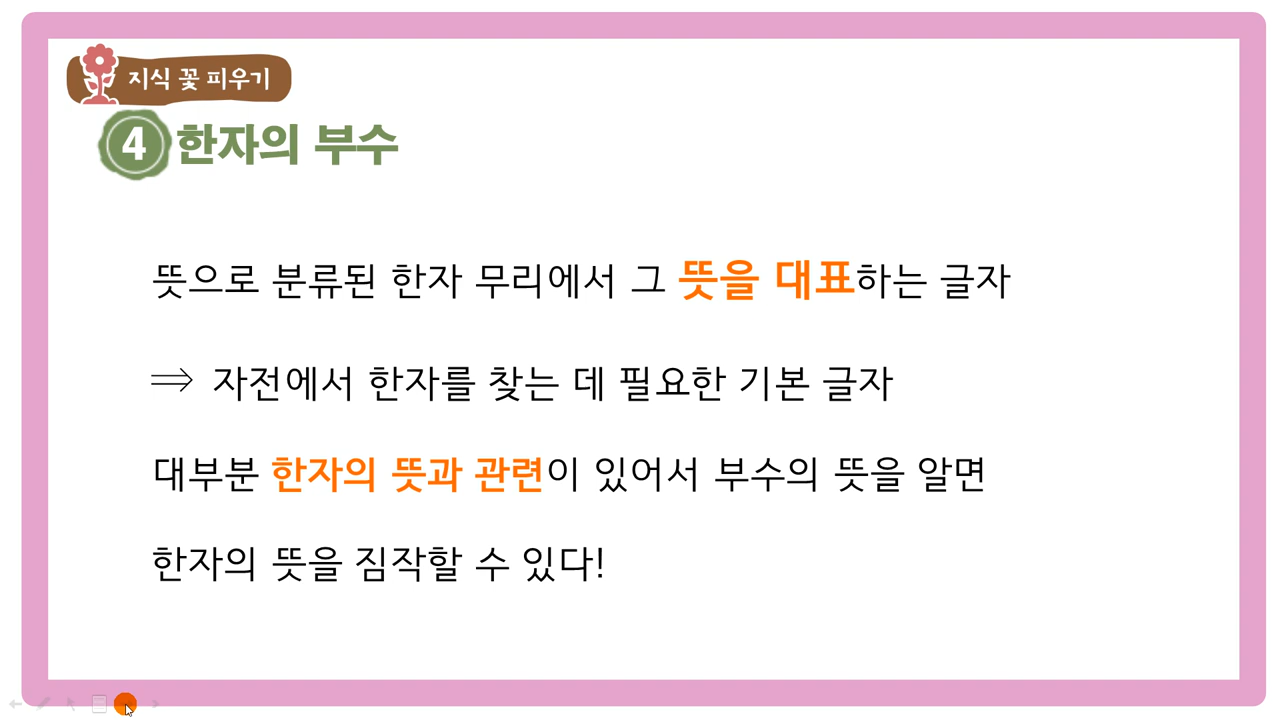 지식 꽃 피우기
4 한자의 부수
뜻으로 분류된 한자 무리에서 그 뜻을 대표하는 글자
⇒ 자전에서 한자를 찾는 데 필요한 기본 글자
대부분 한자의 뜻과 관련이 있어서 부수의 뜻을 알면
한자의 뜻을 짐작할 수 있다!